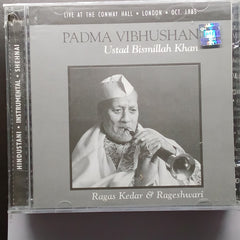 LIVE AT THE CONWAY HALL • LONDON • OCT. 1985
PADMA VIBHUSHAN
Ustad Bismillah Khan
HINDUSTANI • INSTRUMENTAL • SHEHNAI
Ragas Kedar & Rageshwari